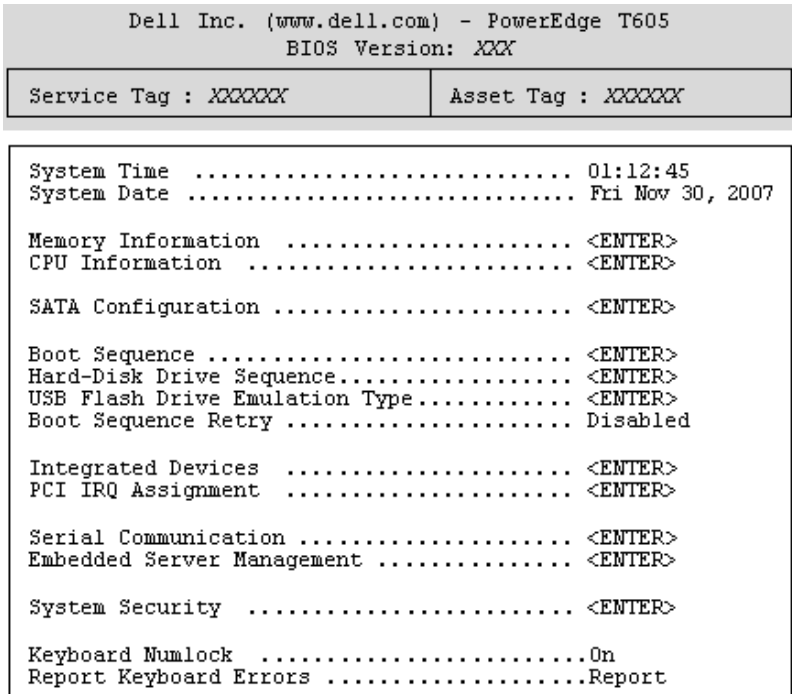 Dell Inc. (www.dell.com) - PowerEdge T605
BIOS Version: XXX
Service Tag : XXXXXX Asset Tag : XXXXXX
System Time ............................. 01:12:45
System Date .............................. Fri Nov 30, 2007
Memory Information ...................... <ENTER>
CPU Information ......................... <ENTER>
SATA Configuration ....................... <ENTER>
Boot Sequence ............................ <ENTER>
Hard-Disk Drive Sequence.................. <ENTER>
USB Flash Drive Emulation Type............ <ENTER>
Boot Sequence Retry ...................... Disabled
Integrated Devices ...................... <ENTER>
PCI IRQ Assignment ...................... <ENTER>
Serial Communication ..................... <ENTER>
Embedded Server Management ............... <ENTER>
System Security ......................... <ENTER>
Keyboard Numlock .........................On
Report Keyboard Errors ....................Report